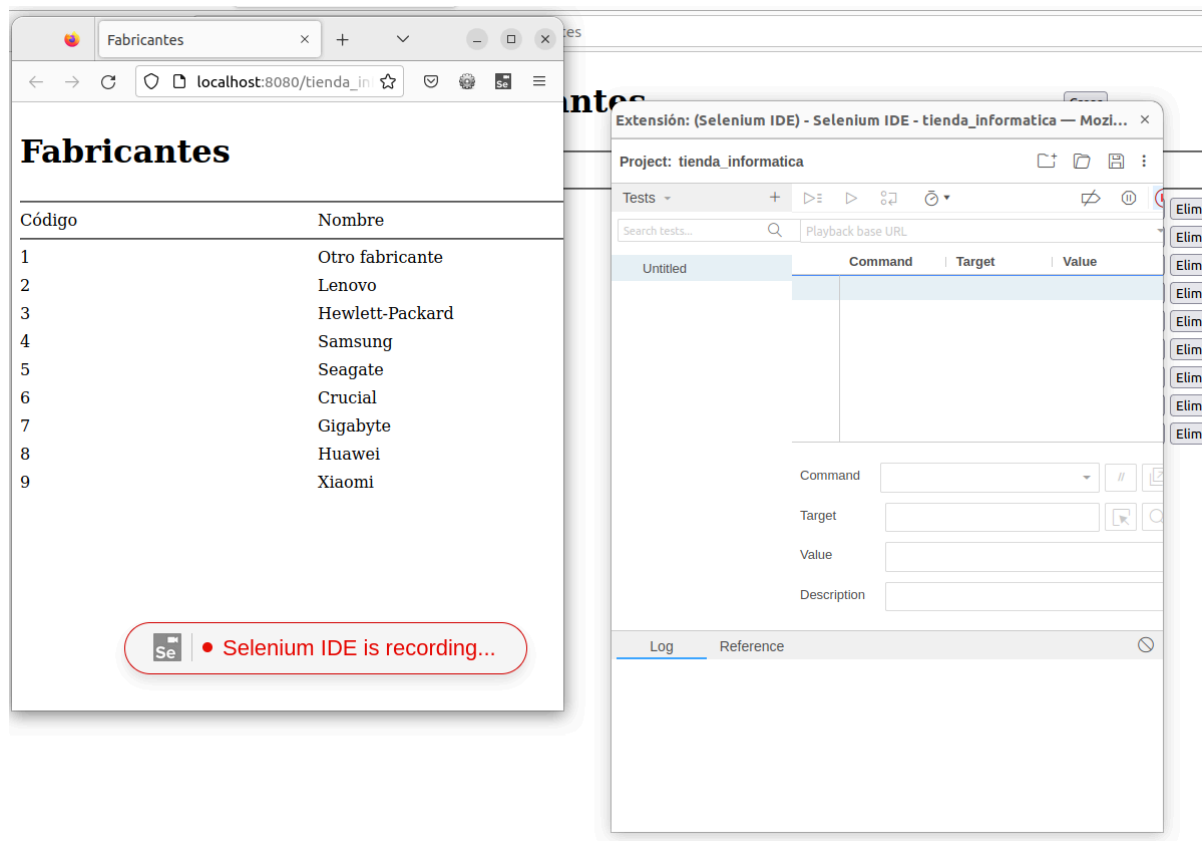 Fabricantes
localhost:8080/tienda_in
Se
Fabricantes
Código Nombre
1 Otro fabricante
2 Lenovo
3 Hewlett-Packard
4 Samsung
5 Seagate
6 Crucial
7 Gigabyte
8 Huawei
9 Xiaomi
Se Selenium IDE is recording...
tes
antes
Extensión: (Selenium IDE) - Selenium IDE - tienda_informatica — Mozi...
Project: tienda_informatica
Tests
Search tests...
Playback base URL
Untitled
Command Target Value
Command
//
Target
Value
Description
Log Reference
Elim
Elim
Elim
Elim
Elim
Elim
Elim
Elim
Elim